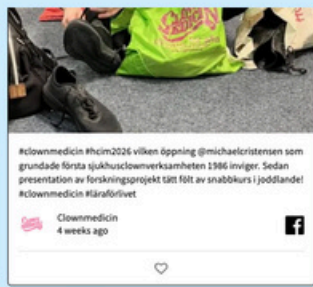 #clownmedicin #hcim2026 vilken öppning @michaelcristensen som
grundade första sjukhusclownverksamheten 1986 inviger. Sedan
presentation av forskningsprojekt tätt fölt av snabbkurs i joddlande!
#clownmedicin #läraförlivet
Clownmedicin
4 weeks ago